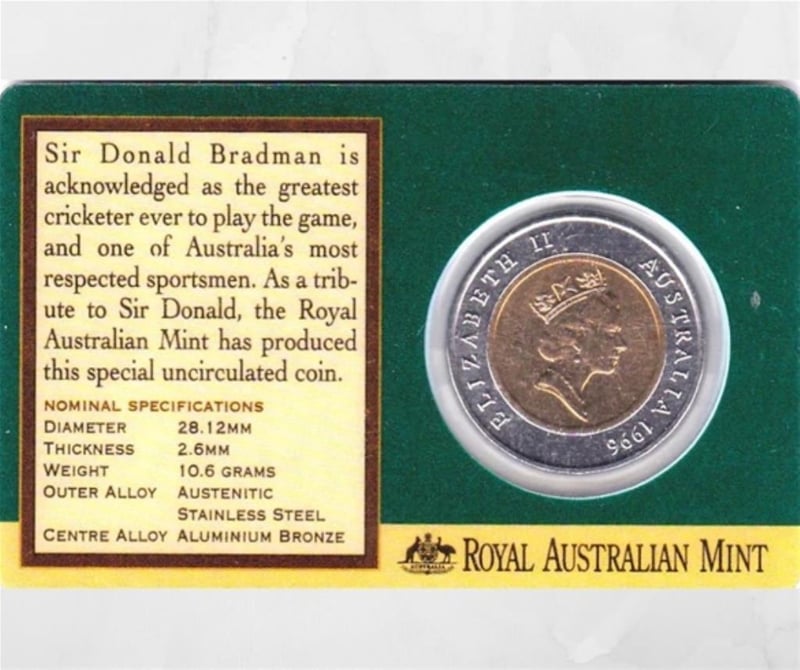 Sir Donald Bradman is
acknowledged as the greatest
cricketer ever to play the game,
and one of Australia's most
respected sportsmen. As a trib-
ute to Sir Donald, the Royal
Australian Mint has produced
this special uncirculated coin.
NOMINAL SPECIFICATIONS
DIAMETER 28.12MM
THICKNESS 2.6MM
WEIGHT 10.6 GRAMS
OUTER ALLOY AUSTENITIC
STAINLESS STEEL
CENTRE ALLOY ALUMINIUM BRONZE
ELIZABETH II AUSTRALIA 1996
AUSTRALIA
ROYAL AUSTRALIAN MINT